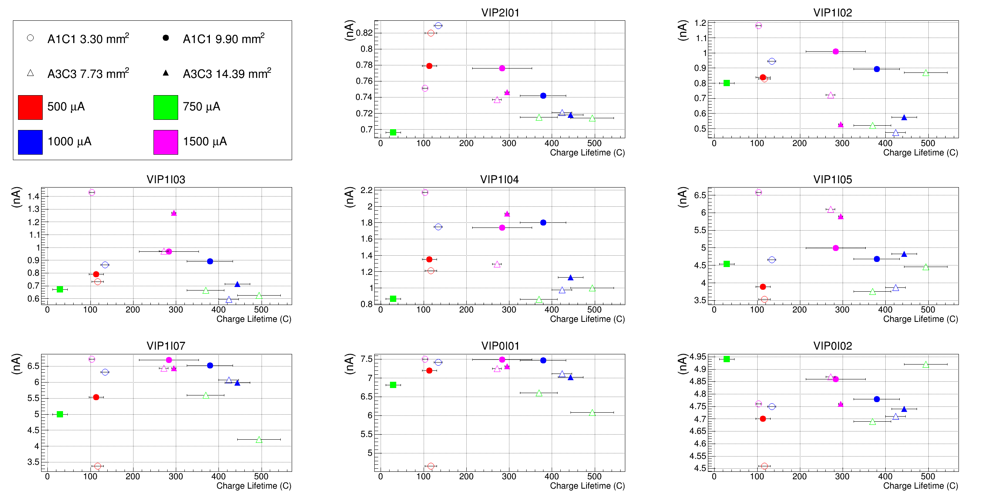 A1C1 3.30 mm²
A1C1 9.90 mm²
A3C3 7.73 mm²
A3C3 14.39 mm²
500 μA
750 μA
1000 μA
1500 μA
VIP2I01
(nA)
0.82
0.8
0.78
0.76
0.74
0.72
0.7
0 100 200 300 400 500
Charge Lifetime (C)
VIP1I02
(nA)
1.2
1.1
1
0.9
0.8
0.7
0.6
0.5
0 100 200 300 400 500
Charge Lifetime (C)
VIP1I03
(nA)
1.4
1.3
1.2
1.1
1
0.9
0.8
0.7
0.6
0 100 200 300 400 500
Charge Lifetime (C)
VIP1I04
(nA)
2.2
2
1.8
1.6
1.4
1.2
1
0.8
0 100 200 300 400 500
Charge Lifetime (C)
VIP1I05
(nA)
6.5
6
5.5
5
4.5
4
3.5
0 100 200 300 400 500
Charge Lifetime (C)
VIP1I07
(nA)
6.5
6
5.5
5
4.5
4
3.5
0 100 200 300 400 500
Charge Lifetime (C)
VIP0I01
(nA)
7.5
7
6.5
6
5.5
5
0 100 200 300 400 500
Charge Lifetime (C)
VIP0I02
(nA)
4.95
4.9
4.85
4.8
4.75
4.7
4.65
4.6
4.55
4.5
0 100 200 300 400 500
Charge Lifetime (C)